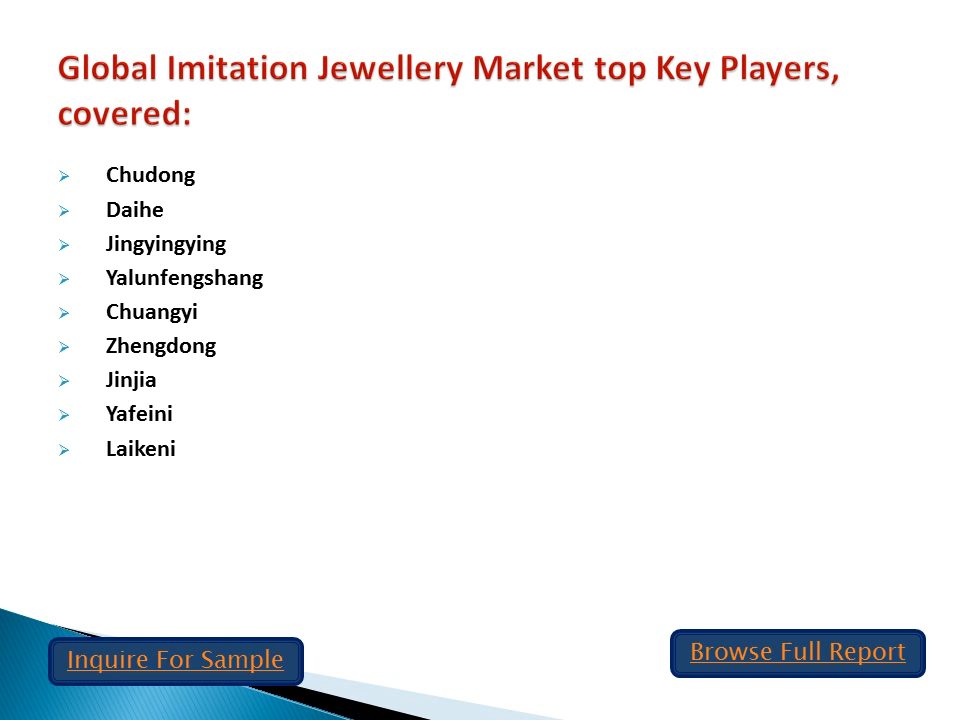 Global Imitation Jewellery Market top Key Players,
covered:
Chudong
Daihe
Jingyingying
Yalunfengshang
Chuangyi
Zhengdong
Jinjia
Yafeini
Laikeni
Inquire For Sample
Browse Full Report